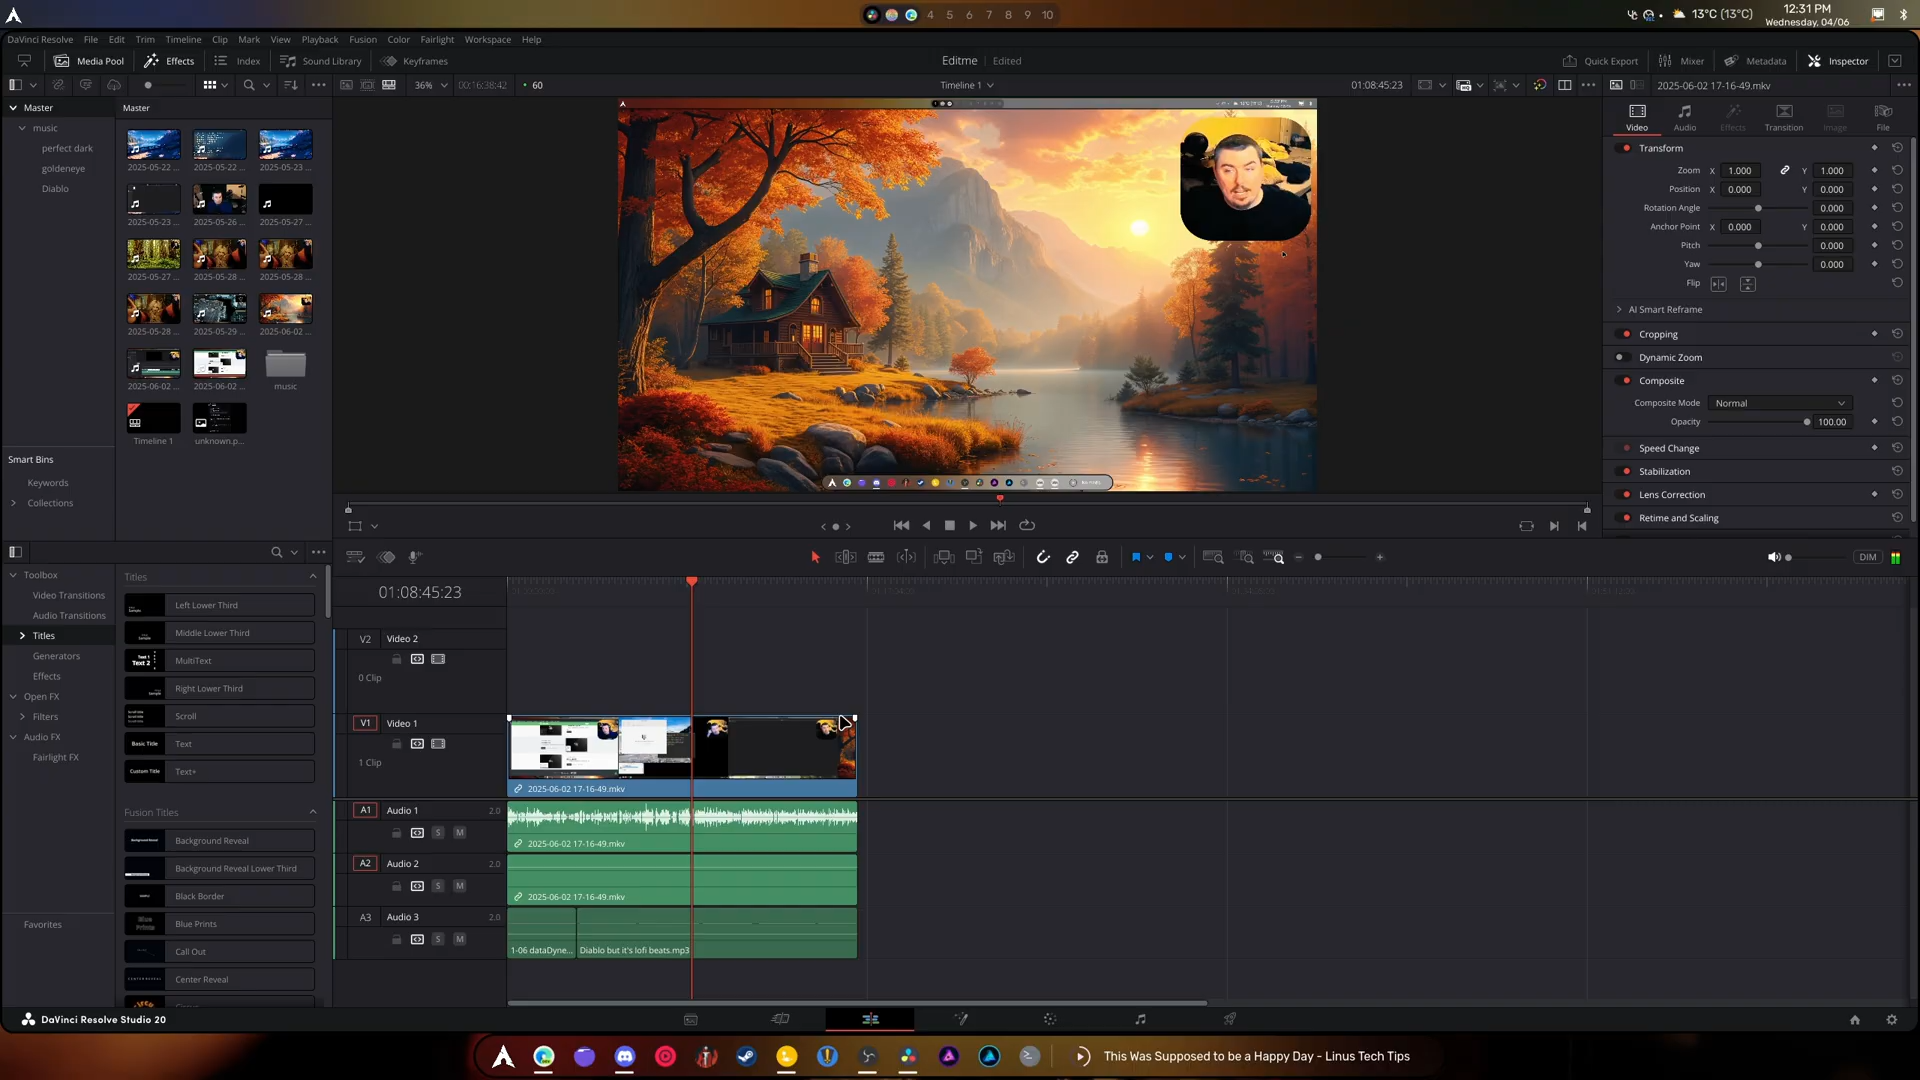 4 5 6 7 8 9 10
13°C (13°C)
12:31 PM
Wednesday, 04/06
DaVinci Resolve File Edit Trim Timeline Clip Mark View Playback Fusion Color Fairlight Workspace Help
Media Pool Effects Index Sound Library Keyframes
Editme Edited
Quick Export Mixer Metadata Inspector
36% 00:16:38:42 60
Timeline 1
01:08:45:23
2025-06-02 17-16-49.mkv
Master
music
perfect dark
goldeneye
Diablo
Master
2025-05-22 ... 2025-05-22 ... 2025-05-23 ...
2025-05-23 ... 2025-05-26 ... 2025-05-27 ...
2025-05-27 ... 2025-05-28 ... 2025-05-28 ...
2025-05-28 ... 2025-05-29 ... 2025-06-02 ...
2025-06-02 ... 2025-06-02 ... music
Timeline 1 unknown.p...
Smart Bins
Keywords
Collections
Video Audio Effects Transition Image File
Transform
Zoom X 1.000 Y 1.000
Position X 0.000 Y 0.000
Rotation Angle 0.000
Anchor Point X 0.000 Y 0.000
Pitch 0.000
Yaw 0.000
Flip
AI Smart Reframe
Cropping
Dynamic Zoom
Composite
Composite Mode Normal
Opacity 100.00
Speed Change
Stabilization
Lens Correction
Retime and Scaling
DIM
Toolbox
Video Transitions
Audio Transitions
Titles
Generators
Effects
Open FX
Filters
Audio FX
Fairlight FX
Favorites
Titles
Left Lower Third
Middle Lower Third
Text 1
Text 2
MultiText
Right Lower Third
Scroll
Basic Title Text
Custom Title Text+
Fusion Titles
Background Reveal
Background Reveal Lower Third
Black Border
Blue Prints
Call Out
Center Reveal
01:08:45:23
V2 Video 2
0 Clip
V1 Video 1
1 Clip
2025-06-02 17-16-49.mkv
A1 Audio 1 2.0
S M
2025-06-02 17-16-49.mkv
A2 Audio 2 2.0
S M
2025-06-02 17-16-49.mkv
A3 Audio 3 2.0
S M
1-06 dataDyne... Diablo but it's lofi beats.mp3
DaVinci Resolve Studio 20
This Was Supposed to be a Happy Day - Linus Tech Tips